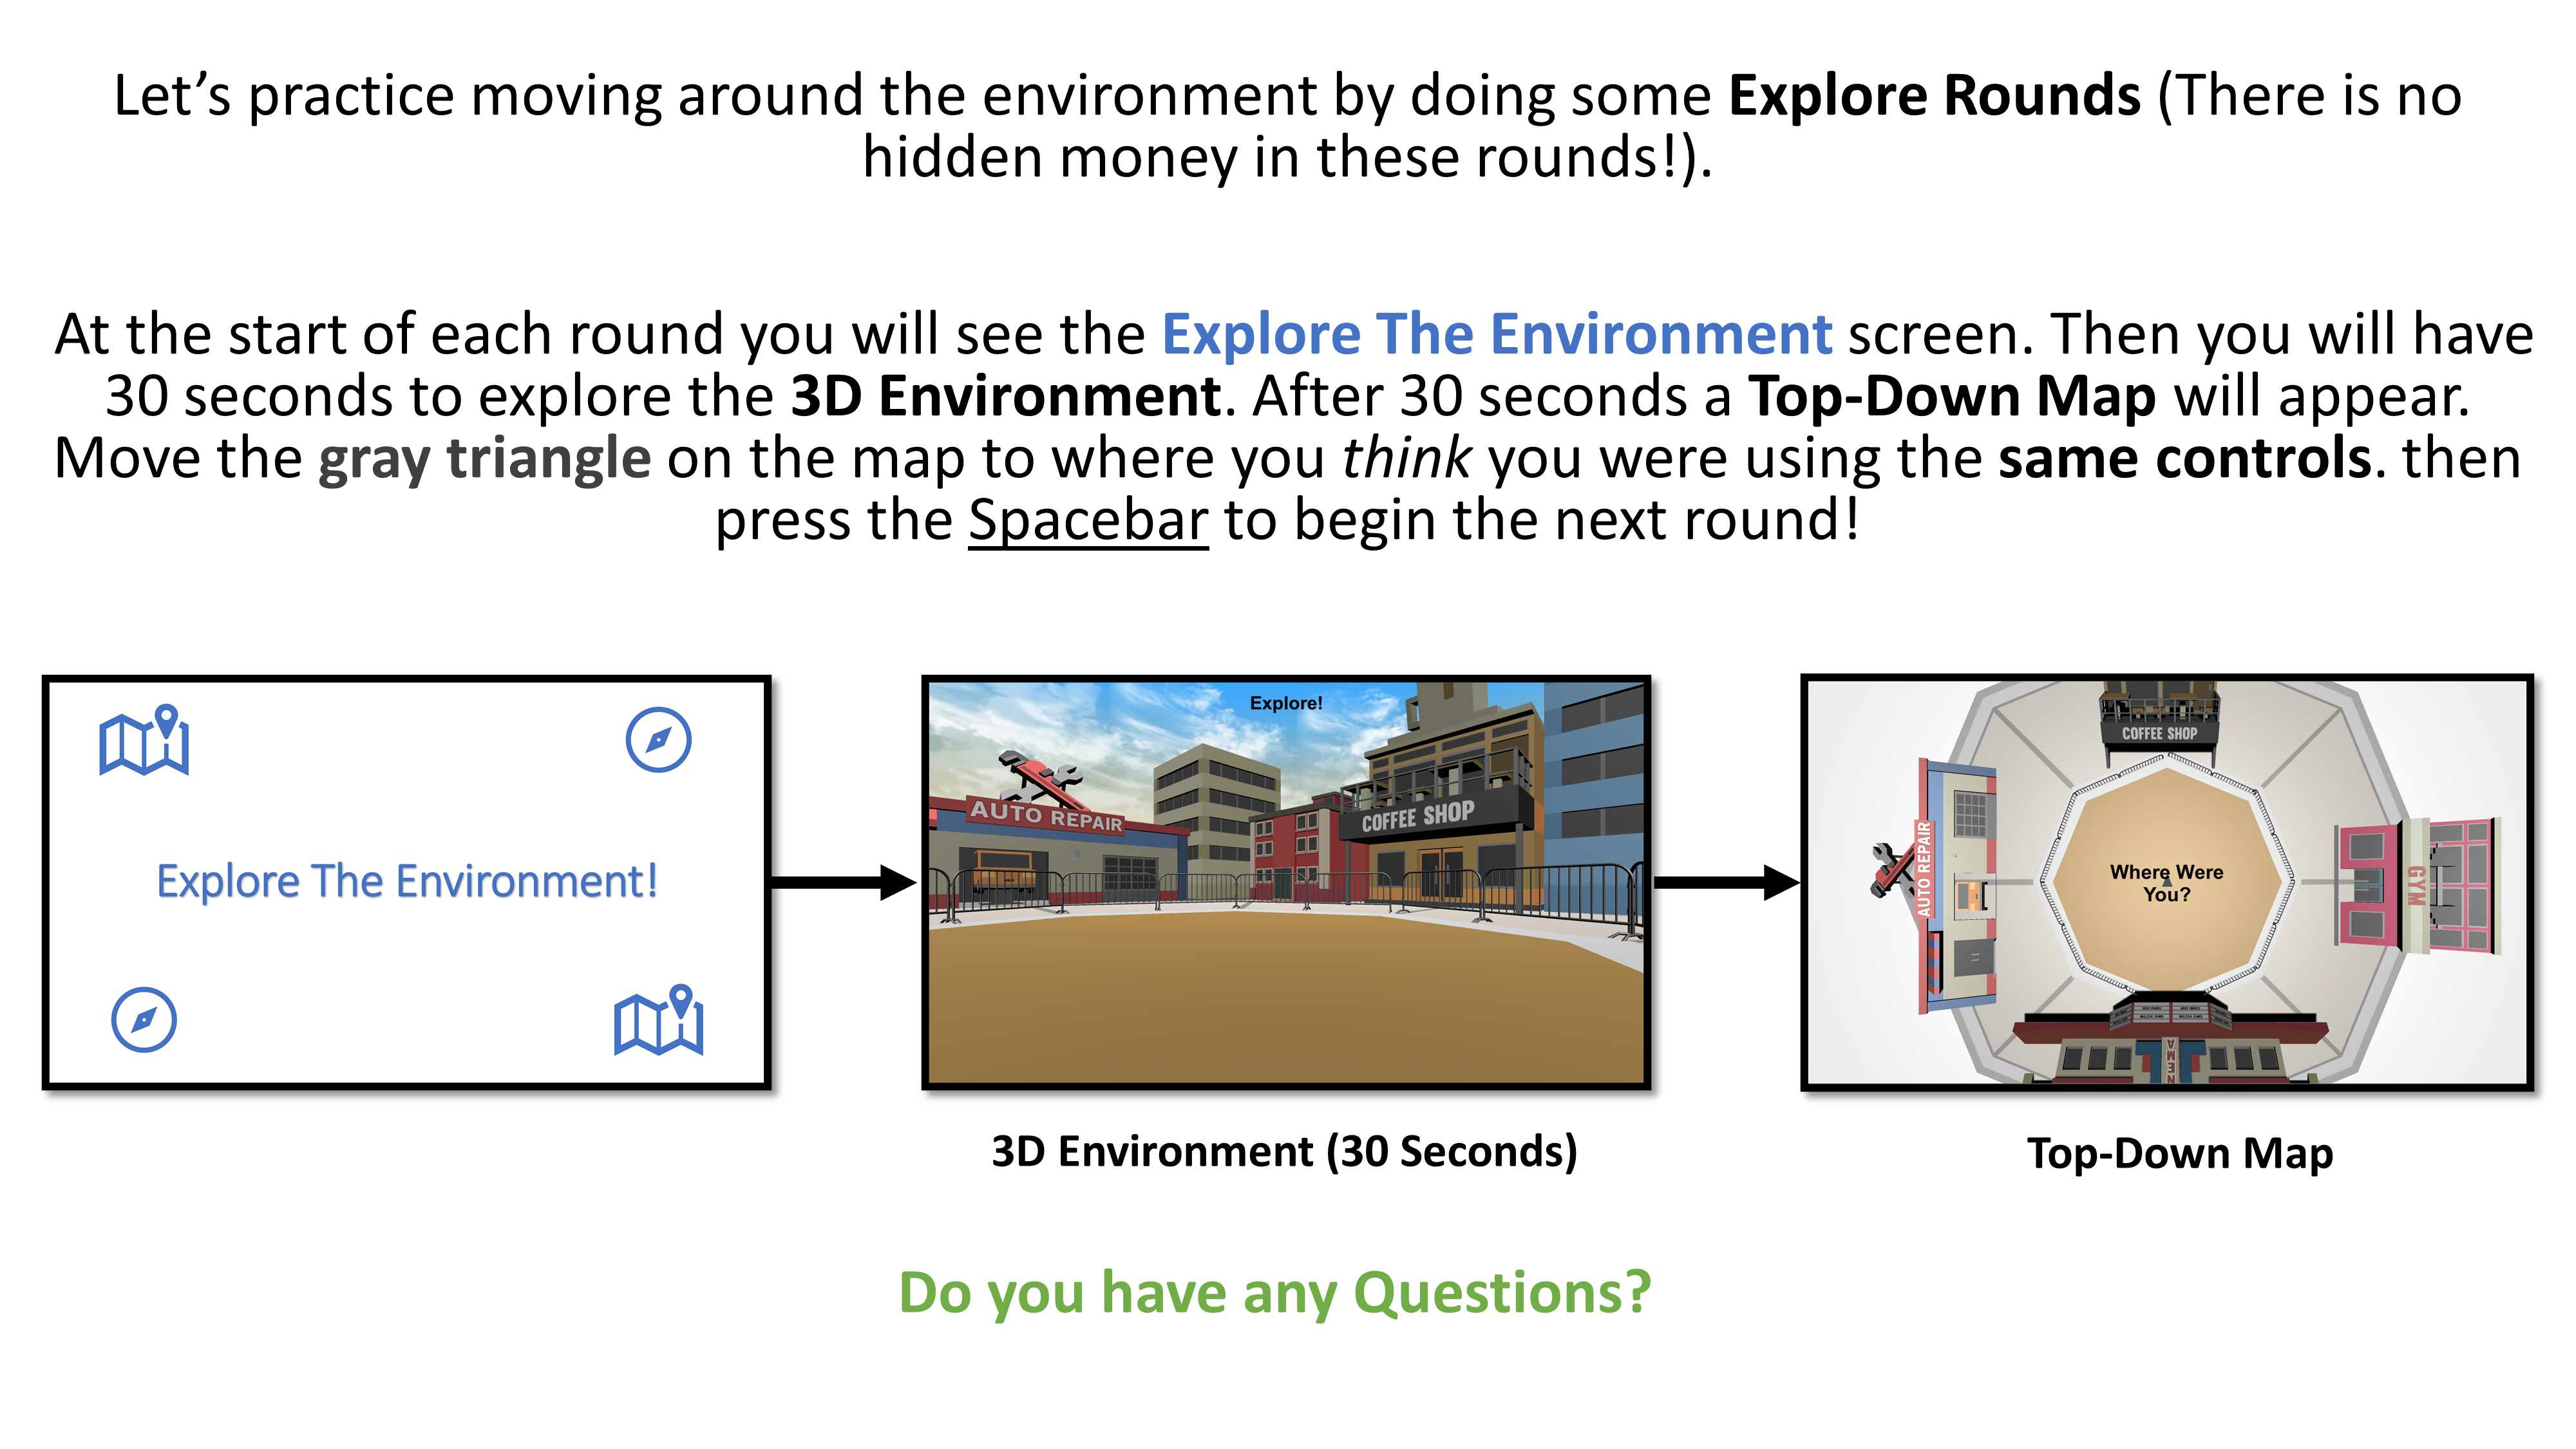 Let's practice moving around the environment by doing some Explore Rounds (There is no
hidden money in these rounds!).
At the start of each round you will see the Explore The Environment screen. Then you will have
30 seconds to explore the 3D Environment. After 30 seconds a Top-Down Map will appear.
Move the gray triangle on the map to where you think you were using the same controls. then
press the Spacebar to begin the next round!
Explore The Environment!
Explore!
AUTO REPAIR
COFFEE SHOP
COFFEE SHOP
AUTO REPAIR
Where Were
You?
GYM
NEMA
3D Environment (30 Seconds)
Top-Down Map
Do you have any Questions?